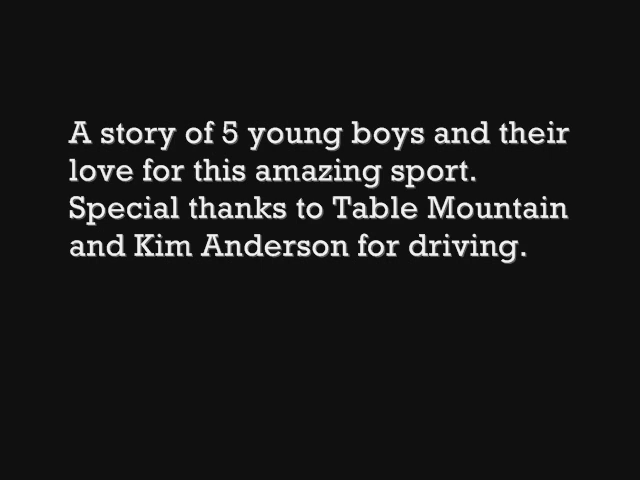 A story of 5 young boys and their
love for this amazing sport.
Special thanks to Table Mountain
and Kim Anderson for driving.